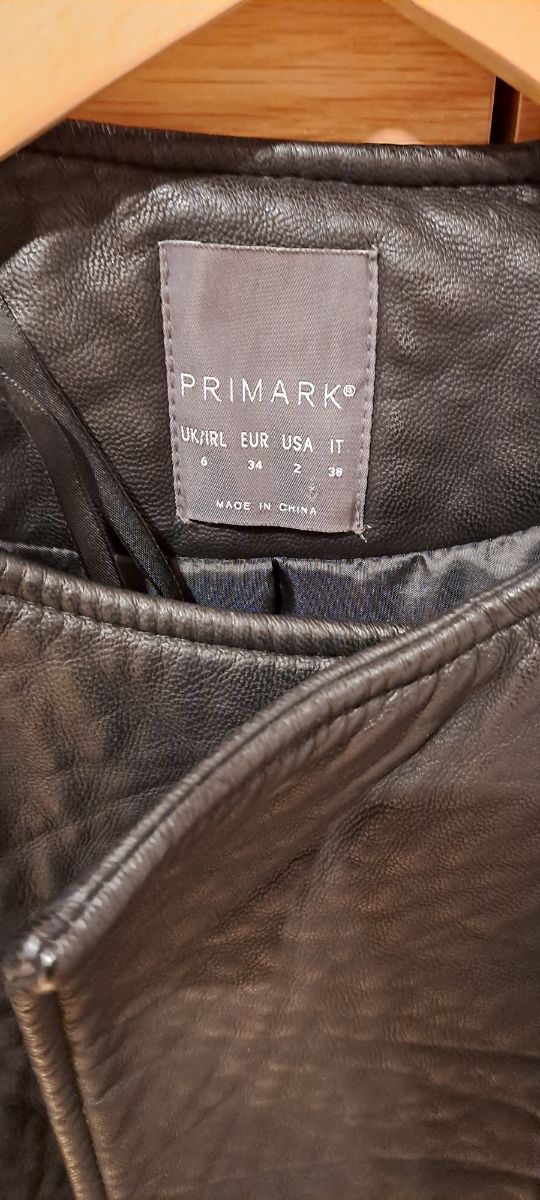 PRIMARK®
UK/IRL EUR USA IT
6 34 2 38
MADE IN CHINA